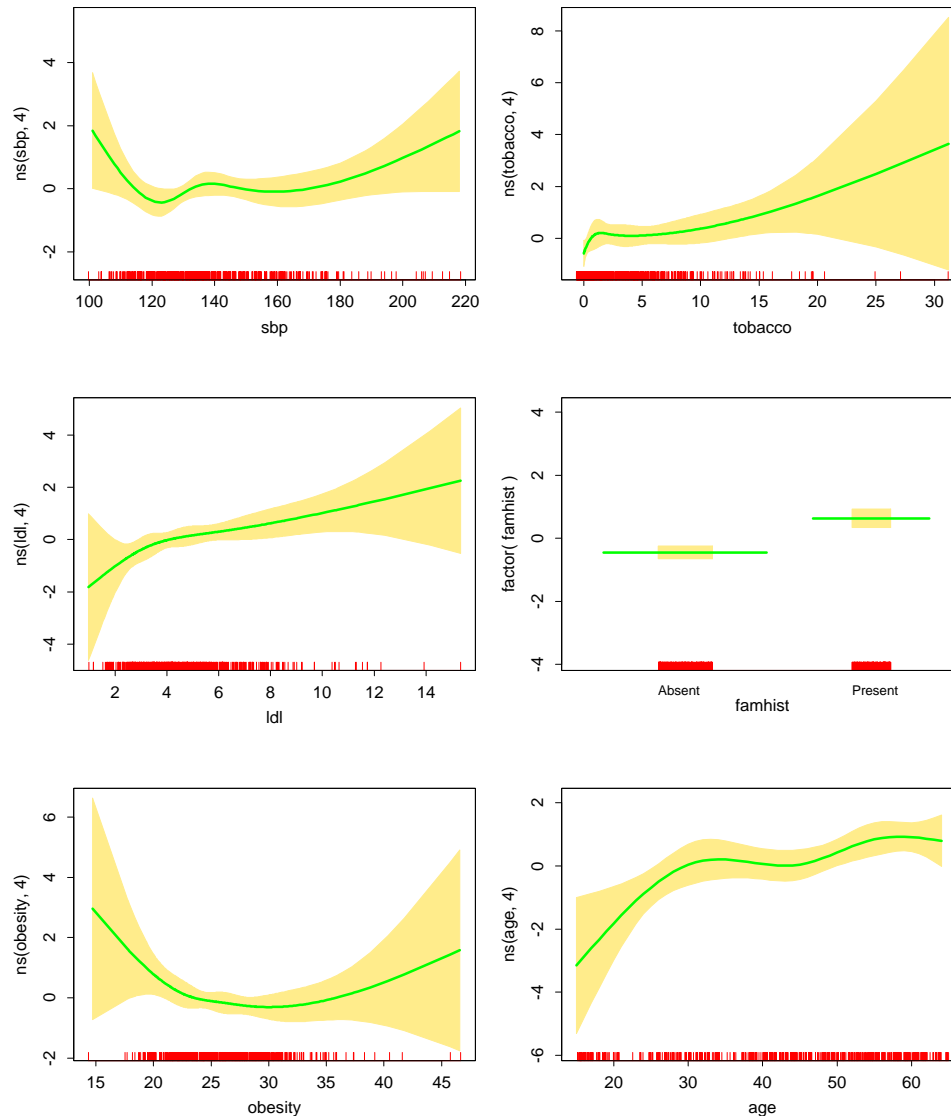 ns(sbp, 4)
-2 0 2 4
100 120 140 160 180 200 220
sbp
ns(tobacco, 4)
0 2 4 6 8
0 5 10 15 20 25 30
tobacco
ns(ldl, 4)
-4 -2 0 2 4
2 4 6 8 10 12 14
ldl
factor( famhist )
-4 -2 0 2 4
Absent Present
famhist
ns(obesity, 4)
-2 0 2 4 6
15 20 25 30 35 40 45
obesity
ns(age, 4)
-6 -4 -2 0 2
20 30 40 50 60
age